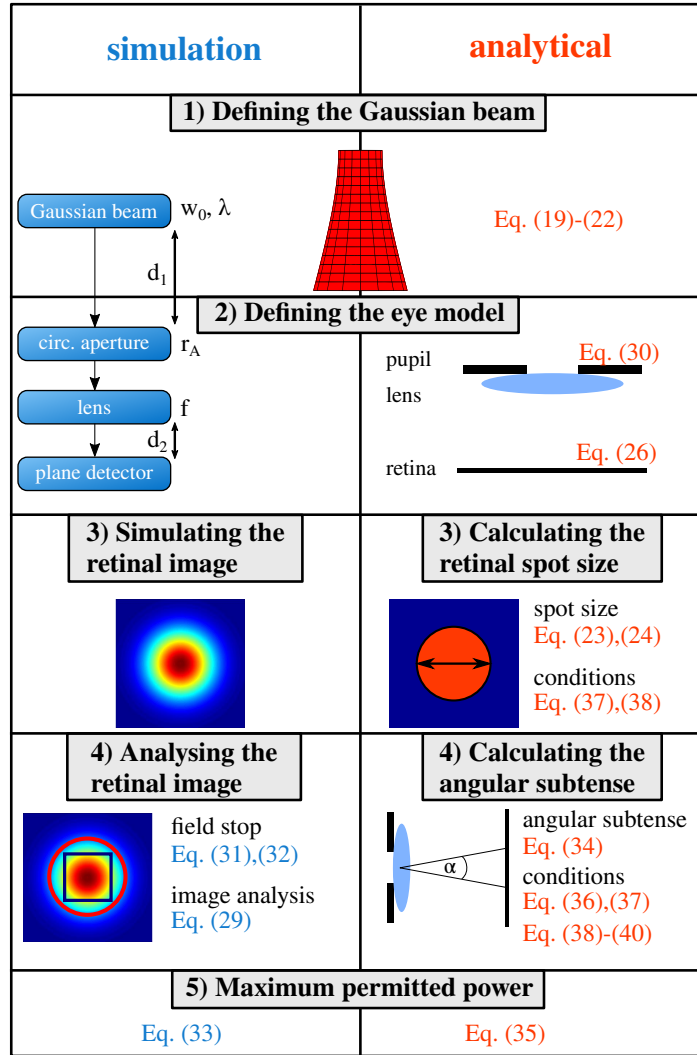 simulation
analytical
1) Defining the Gaussian beam
Gaussian beam
w0, λ
d1
Eq. (19)-(22)
2) Defining the eye model
circ. aperture
rA
lens
f
d2
plane detector
pupil
Eq. (30)
lens
Eq. (26)
retina
3) Simulating the
retinal image
3) Calculating the
retinal spot size
spot size
Eq. (23),(24)
conditions
Eq. (37),(38)
4) Analysing the
retinal image
field stop
Eq. (31),(32)
image analysis
Eq. (29)
4) Calculating the
angular subtense
α
angular subtense
Eq. (34)
conditions
Eq. (36),(37)
Eq. (38)-(40)
5) Maximum permitted power
Eq. (33)
Eq. (35)